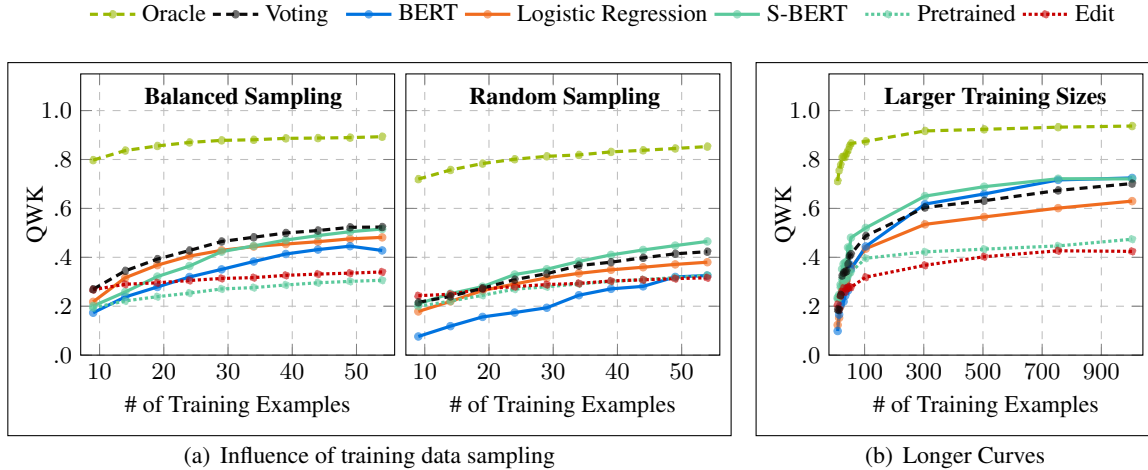 Oracle Voting BERT Logistic Regression S-BERT Pretrained Edit
Balanced Sampling
Random Sampling
Larger Training Sizes
QWK
1.0
.8
.6
.4
.2
.0
10 20 30 40 50
# of Training Examples
10 20 30 40 50
# of Training Examples
QWK
1.0
.8
.6
.4
.2
.0
100 300 500 700 900
# of Training Examples
(a) Influence of training data sampling
(b) Longer Curves